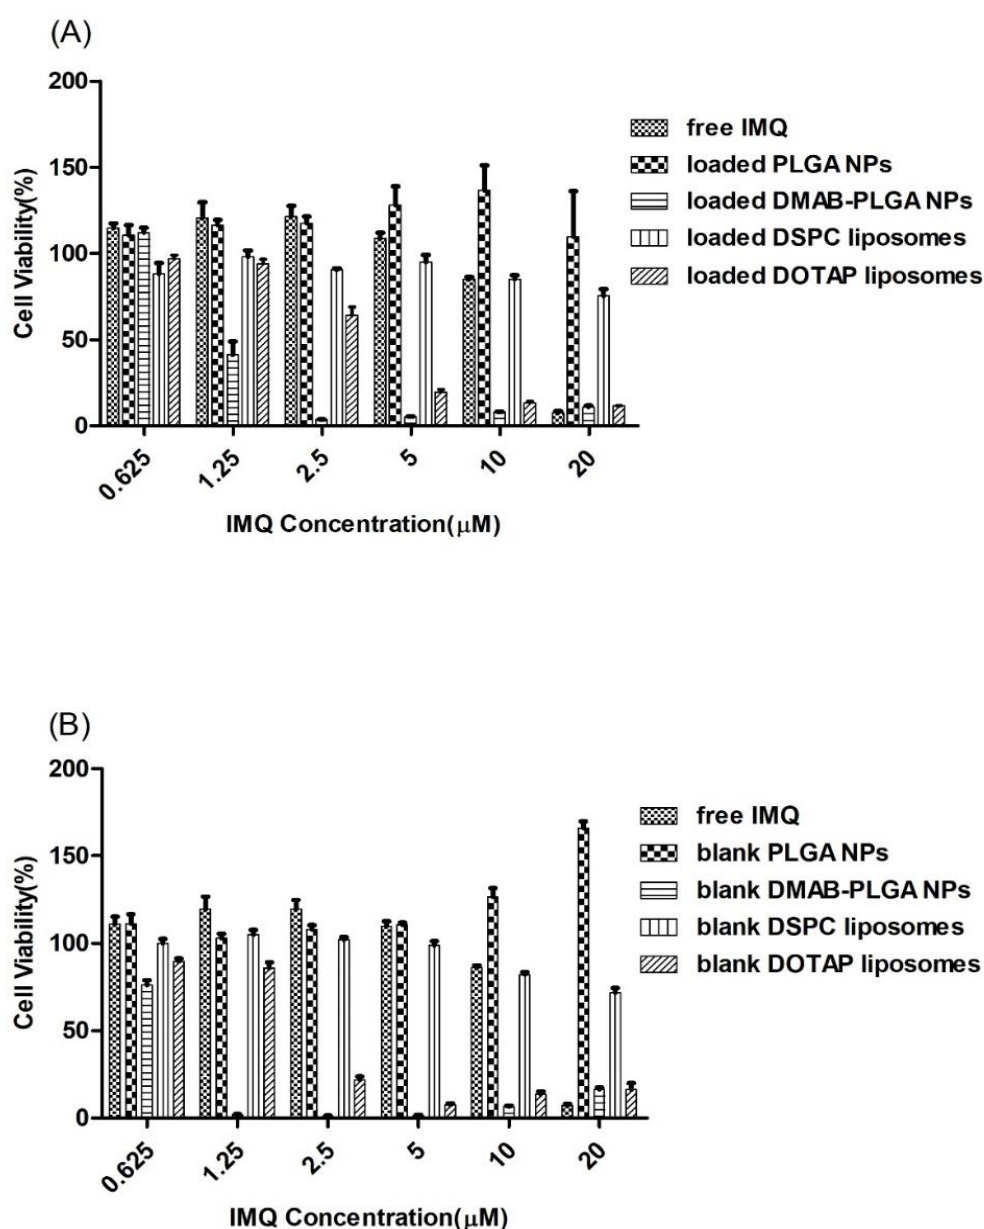 (A)
200
150
100
50
0
Cell Viability(%)
0.625
1.25
2.5
5
10
20
IMQ Concentration(μM)
free IMQ
loaded PLGA NPs
loaded DMAB-PLGA NPs
loaded DSPC liposomes
loaded DOTAP liposomes
(B)
200
150
100
50
0
Cell Viability(%)
0.625
1.25
2.5
5
10
20
IMQ Concentration(μM)
free IMQ
blank PLGA NPs
blank DMAB-PLGA NPs
blank DSPC liposomes
blank DOTAP liposomes